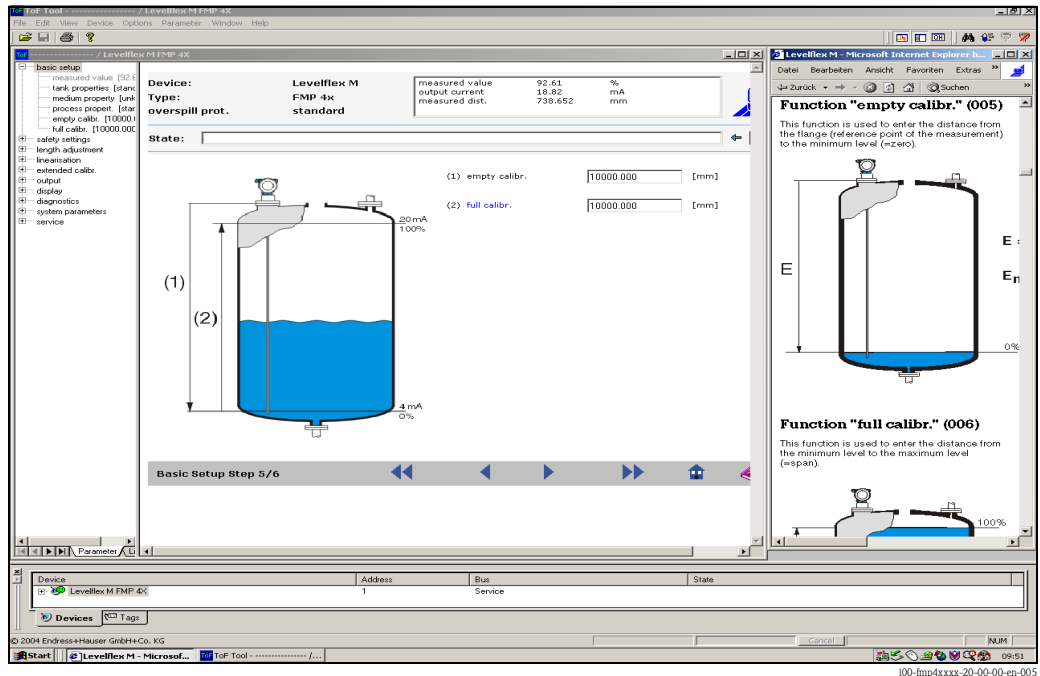 ToF Tool - ---------------- / Levelflex M FMP 4X
File Edit View Device Options Parameter Window Help
---------------- / Levelflex M FMP 4X
basic setup
measured value [92.6
tank properties [stand
medium property [unk
process propert. [star
empty calibr. [10000.0
full calibr. [10000.000
safety settings
length adjustment
linearisation
extended calibr.
output
display
diagnostics
system parameters
service
Parameter
Li
Device: Levelflex M
Type: FMP 4x
overspill prot. standard
measured value 92.61 %
output current 18.82 mA
measured dist. 738.652 mm
State:
(1) empty calibr. 10000.000 [mm]
(2) full calibr. 10000.000 [mm]
20 mA
100%
(1)
(2)
4 mA
0%
Basic Setup Step 5/6
Levelflex M - Microsoft Internet Explorer b...
Datei Bearbeiten Ansicht Favoriten Extras »
Zurück Suchen »
Function "empty calibr." (005)
This function is used to enter the distance from
the flange (reference point of the measurement)
to the minimum level (=zero).
E
E =
Em
0%
Function "full calibr." (006)
This function is used to enter the distance from
the minimum level to the maximum level
(=span).
100%
Device Address Bus State
Levelflex M FMP 4X 1 Service
Devices Tags
© 2004 Endress+Hauser GmbH+Co. KG
Cancel
NUM
Start
Levelflex M - Microsof...
ToF Tool - ---------------- /...
09:51
l00-fmp4xxxx-20-00-00-en-005